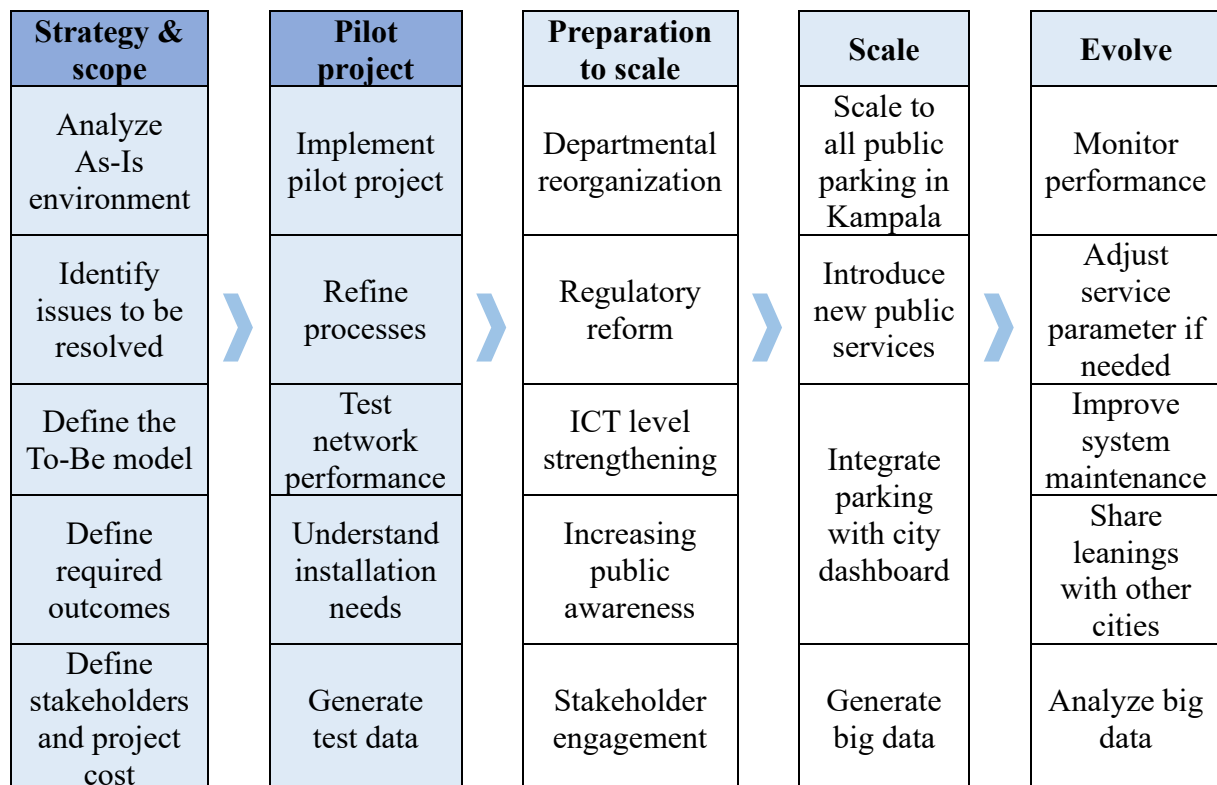 Strategy &
scope
Analyze
As-Is
environment
Identify
issues to be
resolved
Define the
To-Be model
Define
required
outcomes
Define
stakeholders
and project
cost
Pilot
project
Implement
pilot project
Refine
processes
Test
network
performance
Understand
installation
needs
Generate
test data
Preparation
to scale
Departmental
reorganization
Regulatory
reform
ICT level
strengthening
Increasing
public
awareness
Stakeholder
engagement
Scale
Scale to
all public
parking in
Kampala
Introduce
new public
services
Integrate
parking
with city
dashboard
Generate
big data
Evolve
Monitor
performance
Adjust
service
parameter if
needed
Improve
system
maintenance
Share
leanings
with other
cities
Analyze big
data